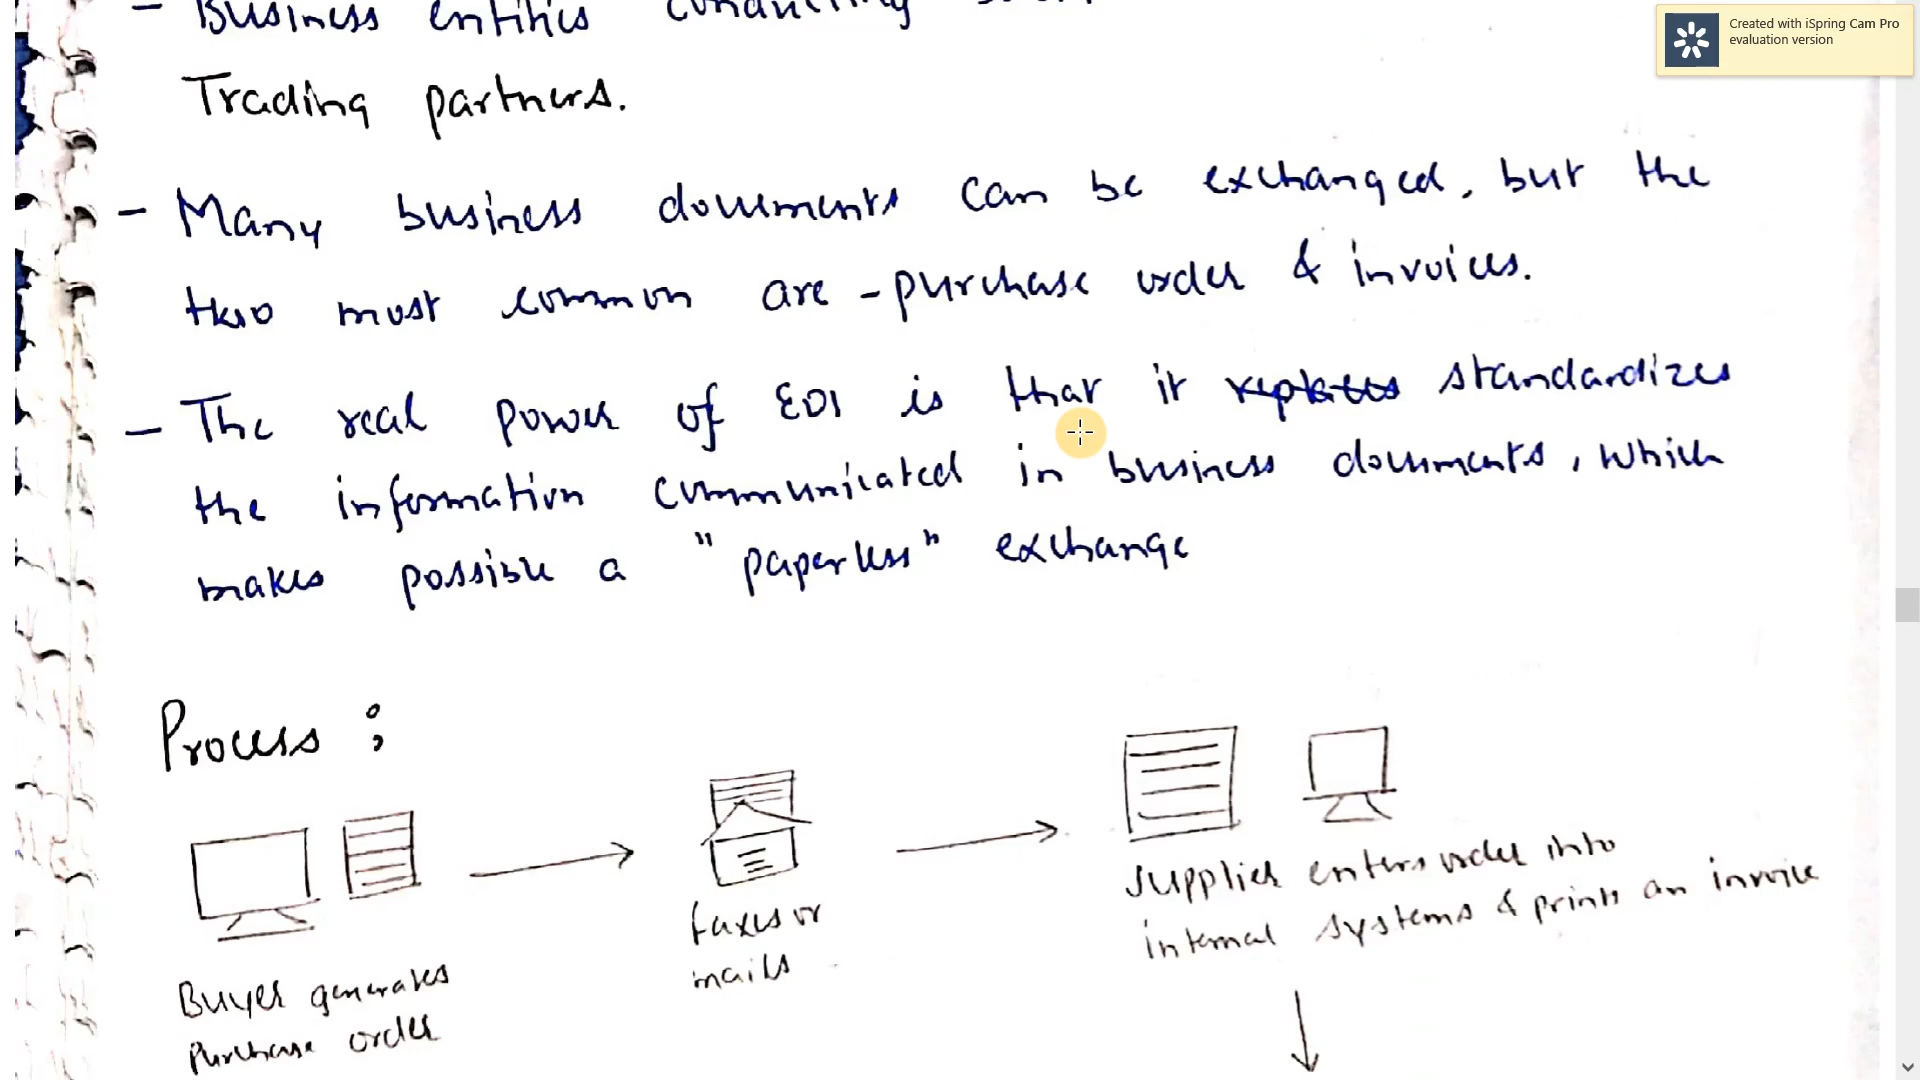 - Business entities conducting
Trading partners.
- Many business documents can be exchanged, but the
two most common are - purchase order & invoices.
- The real power of EDI is that it standardizes
the information communicated in business documents, which
makes possible a "paperless" exchange
Process :
Buyer generates
Purchase order
faxes or
mails
supplier enters order into
internal systems & prints an invoice
Created with iSpring Cam Pro
evaluation version